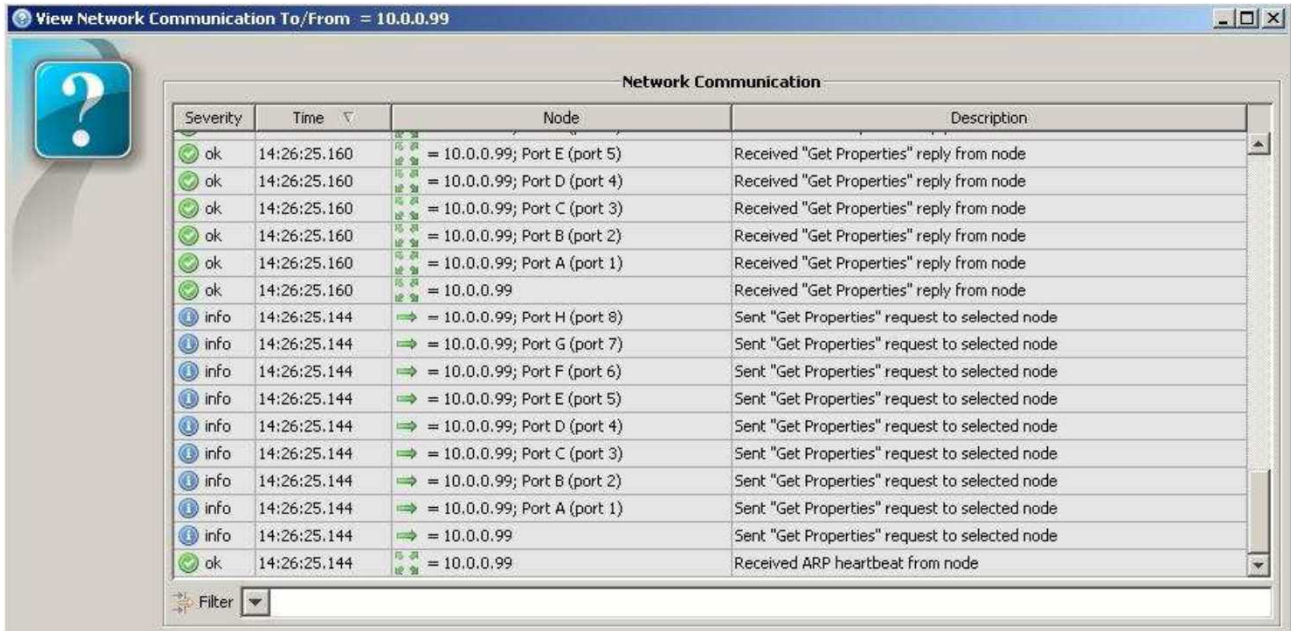 View Network Communication To/From = 10.0.0.99
Network Communication
Severity Time Node Description
ok 14:26:25.160 = 10.0.0.99; Port E (port 5) Received "Get Properties" reply from node
ok 14:26:25.160 = 10.0.0.99; Port D (port 4) Received "Get Properties" reply from node
ok 14:26:25.160 = 10.0.0.99; Port C (port 3) Received "Get Properties" reply from node
ok 14:26:25.160 = 10.0.0.99; Port B (port 2) Received "Get Properties" reply from node
ok 14:26:25.160 = 10.0.0.99; Port A (port 1) Received "Get Properties" reply from node
ok 14:26:25.160 = 10.0.0.99 Received "Get Properties" reply from node
info 14:26:25.144 = 10.0.0.99; Port H (port 8) Sent "Get Properties" request to selected node
info 14:26:25.144 = 10.0.0.99; Port G (port 7) Sent "Get Properties" request to selected node
info 14:26:25.144 = 10.0.0.99; Port F (port 6) Sent "Get Properties" request to selected node
info 14:26:25.144 = 10.0.0.99; Port E (port 5) Sent "Get Properties" request to selected node
info 14:26:25.144 = 10.0.0.99; Port D (port 4) Sent "Get Properties" request to selected node
info 14:26:25.144 = 10.0.0.99; Port C (port 3) Sent "Get Properties" request to selected node
info 14:26:25.144 = 10.0.0.99; Port B (port 2) Sent "Get Properties" request to selected node
info 14:26:25.144 = 10.0.0.99; Port A (port 1) Sent "Get Properties" request to selected node
info 14:26:25.144 = 10.0.0.99 Sent "Get Properties" request to selected node
ok 14:26:25.144 = 10.0.0.99 Received ARP heartbeat from node
Filter